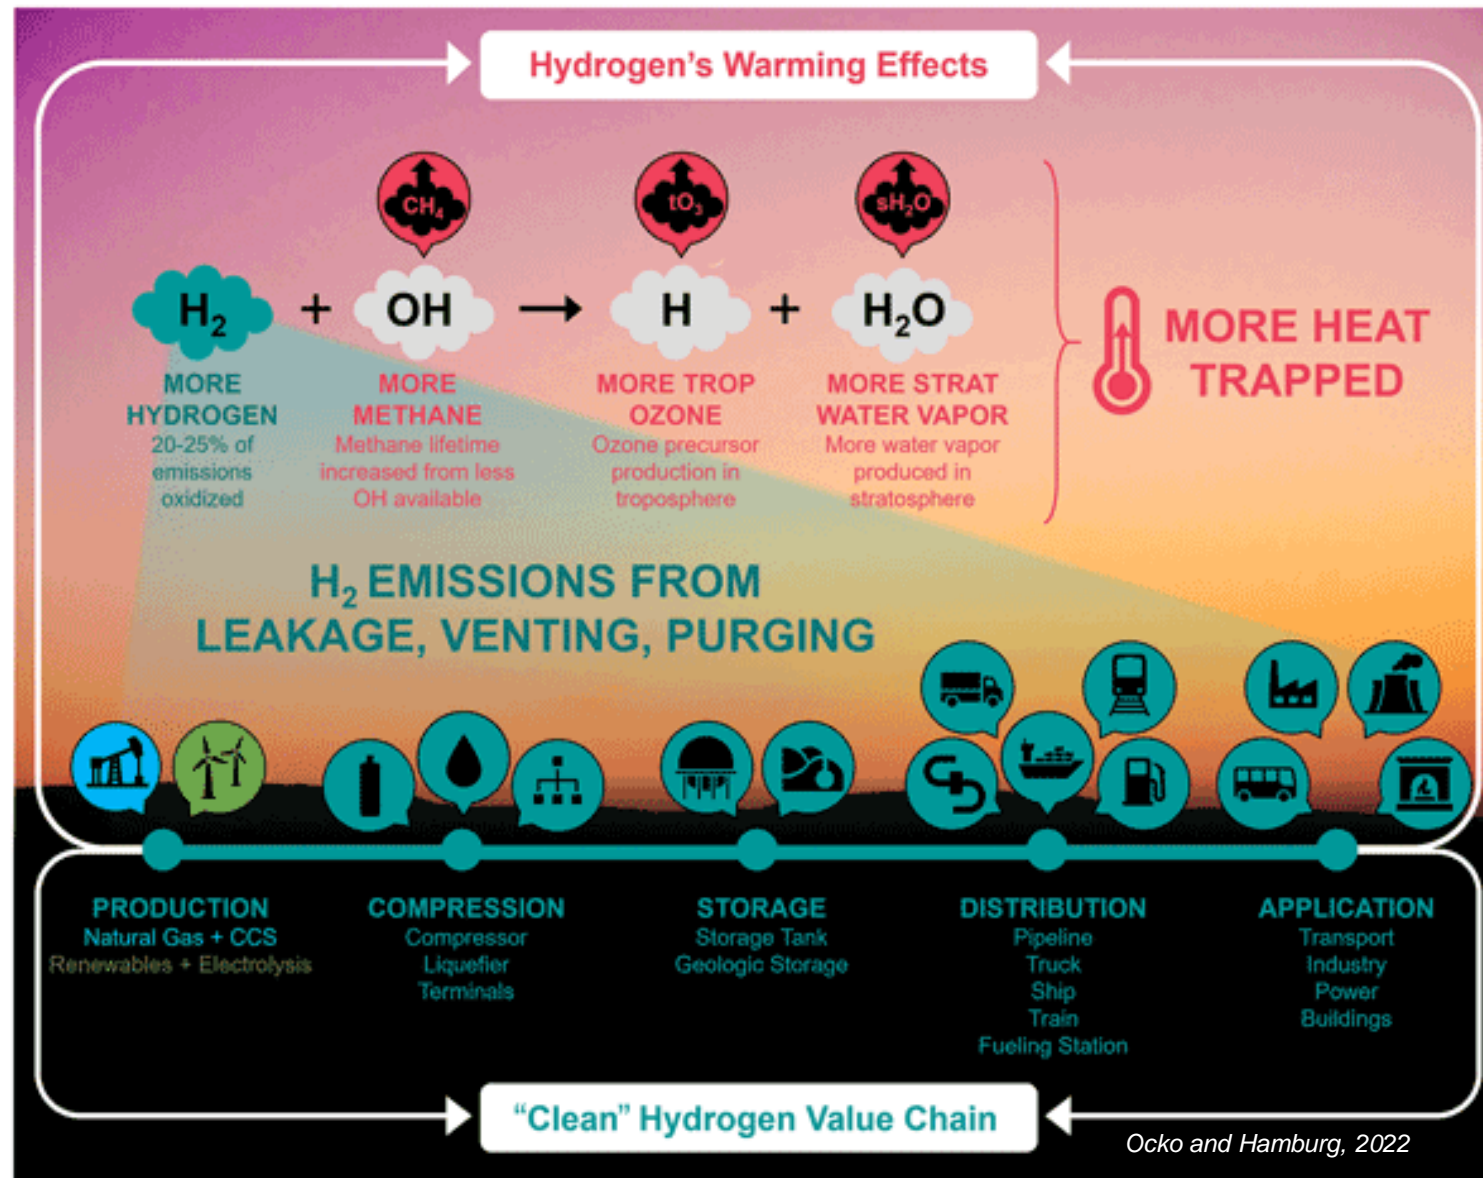 Hydrogen's Warming Effects
CH₄
tO₃
sH₂O
H₂ + OH → H + H₂O
MORE HYDROGEN
20-25% of
emissions
oxidized
MORE
METHANE
Methane lifetime
increased from less
OH available
MORE TROP
OZONE
Ozone precursor
production in
troposphere
MORE STRAT
WATER VAPOR
More water vapor
produced in
stratosphere
MORE HEAT
TRAPPED
H₂ EMISSIONS FROM
LEAKAGE, VENTING, PURGING
PRODUCTION
Natural Gas + CCS
Renewables + Electrolysis
COMPRESSION
Compressor
Liquefier
Terminals
STORAGE
Storage Tank
Geologic Storage
DISTRIBUTION
Pipeline
Truck
Ship
Train
Fueling Station
APPLICATION
Transport
Industry
Power
Buildings
“Clean” Hydrogen Value Chain
Ocko and Hamburg, 2022